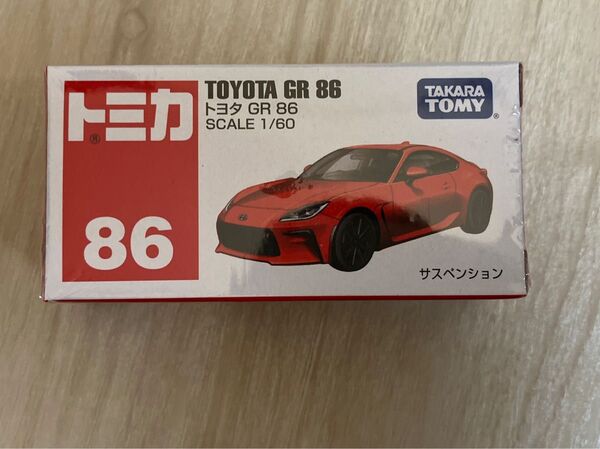 トミカ
®
86
TOYOTA GR 86
トヨタ GR 86
SCALE 1/60
TAKARA
TOMY®
サスペンション